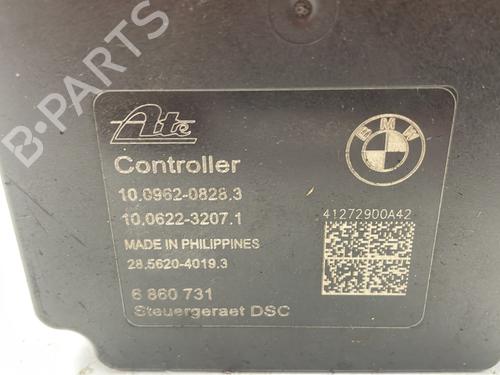 Ate
BMW
Controller
10.0962-0828.3
10.0622-3207.1
41272900A42
MADE IN PHILIPPINES
28.5620-4019.3
6 860 731
Steuergeraet DSC
B-PARTS